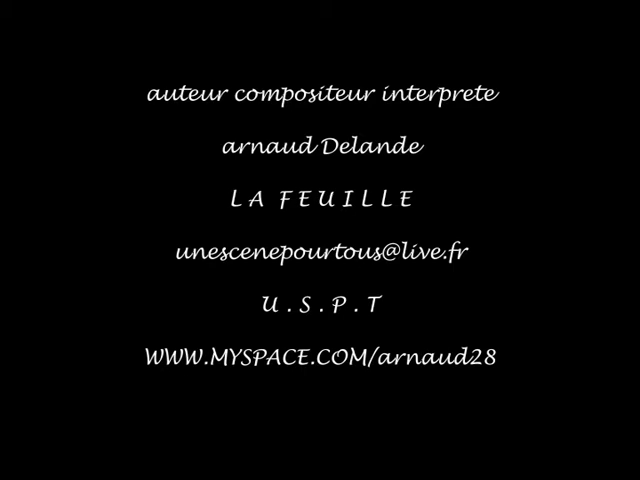 auteur compositeur interprete
arnaud Delande
L A F E U I L L E
unescenepourtous@live.fr
U . S . P . T
WWW.MYSPACE.COM/arnaud28